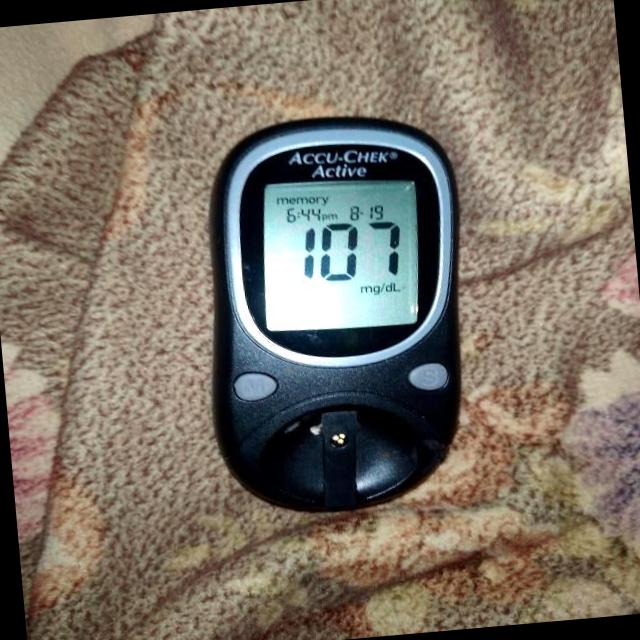 ACCU-CHEK®
Active
memory
6:44pm 8-19
107
mg/dL
M
S